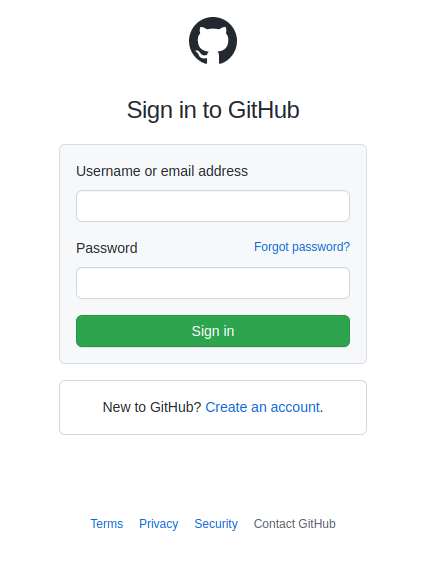 Sign in to GitHub
Username or email address
Password Forgot password?
Sign in
New to GitHub? Create an account.
Terms Privacy Security Contact GitHub